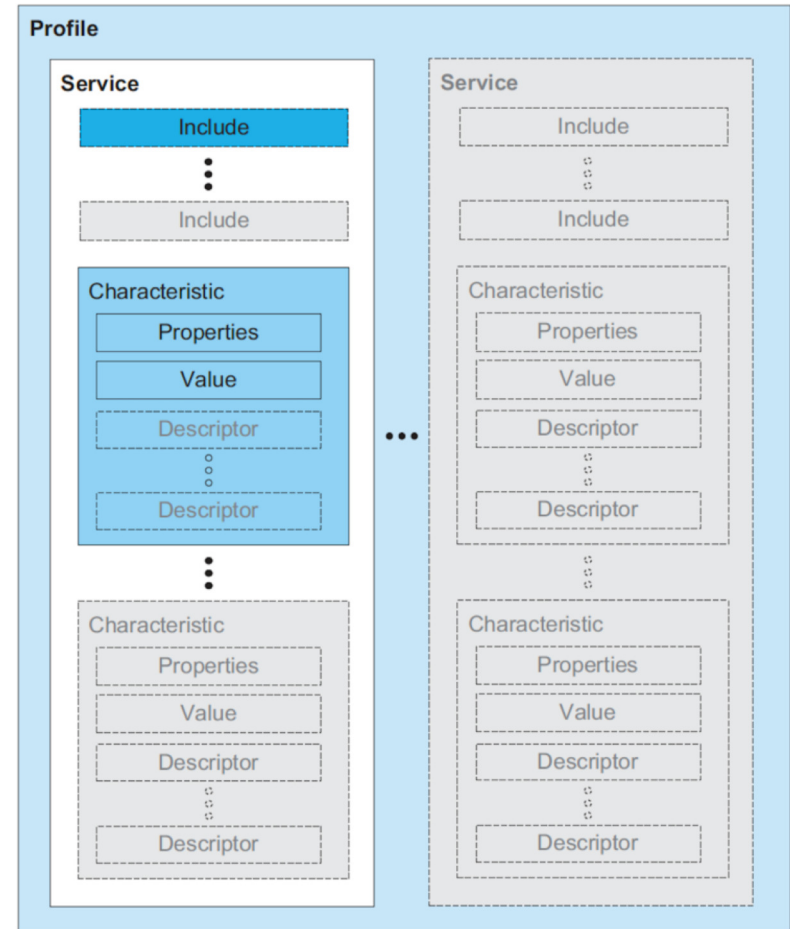 Profile
Service
Include
Include
Characteristic
Properties
Value
Descriptor
Descriptor
Characteristic
Properties
Value
Descriptor
Descriptor
Service
Include
Include
Characteristic
Properties
Value
Descriptor
Descriptor
Characteristic
Properties
Value
Descriptor
Descriptor